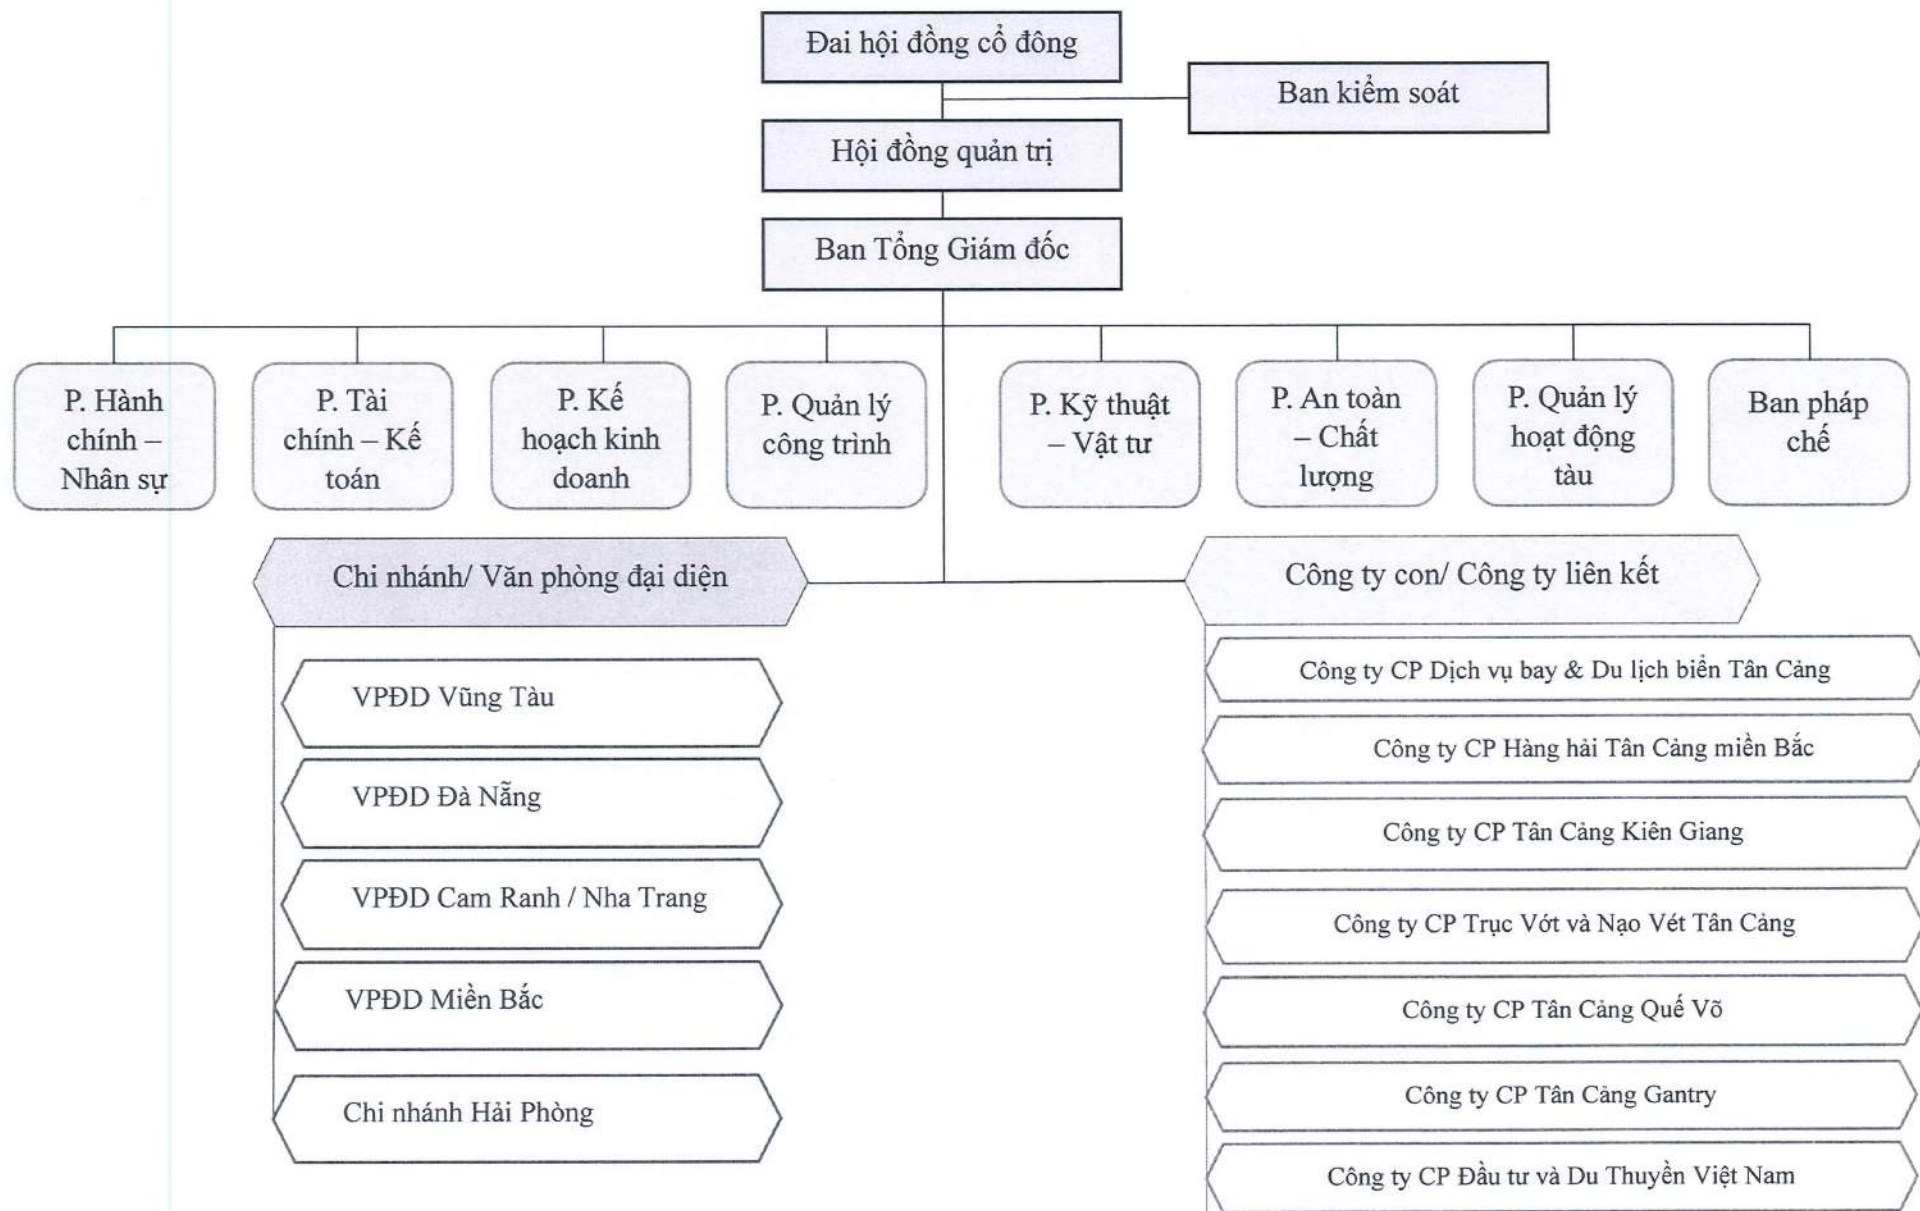 Đai hội đồng cổ đông
Ban kiểm soát
Hội đồng quản trị
Ban Tổng Giám đốc
P. Hành
chính –
Nhân sự
P. Tài
chính – Kế
toán
P. Kế
hoạch kinh
doanh
P. Quản lý
công trình
P. Kỹ thuật
– Vật tư
P. An toàn
– Chất
lượng
P. Quản lý
hoạt động
tàu
Ban pháp
chế
Chi nhánh/ Văn phòng đại diện
VPĐD Vũng Tàu
VPĐD Đà Nẵng
VPĐD Cam Ranh / Nha Trang
VPĐD Miền Bắc
Chi nhánh Hải Phòng
Công ty con/ Công ty liên kết
Công ty CP Dịch vụ bay & Du lịch biển Tân Cảng
Công ty CP Hàng hải Tân Cảng miền Bắc
Công ty CP Tân Cảng Kiên Giang
Công ty CP Trục Vớt và Nạo Vét Tân Cảng
Công ty CP Tân Cảng Quế Võ
Công ty CP Tân Cảng Gantry
Công ty CP Đầu tư và Du Thuyền Việt Nam